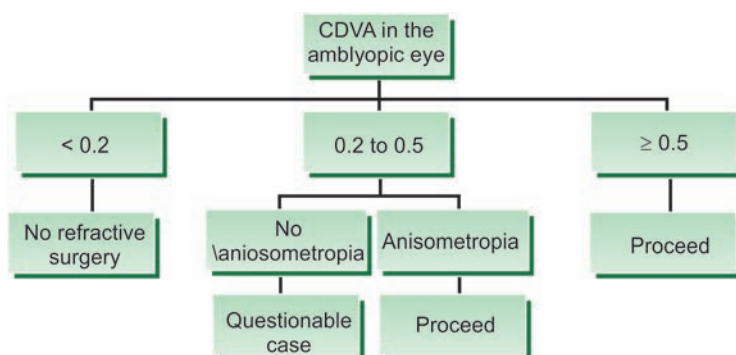 CDVA in the
amblyopic eye
< 0.2
0.2 to 0.5
≥ 0.5
No refractive
surgery
No
\aniosometropia
Anisometropia
Proceed
Questionable
case
Proceed